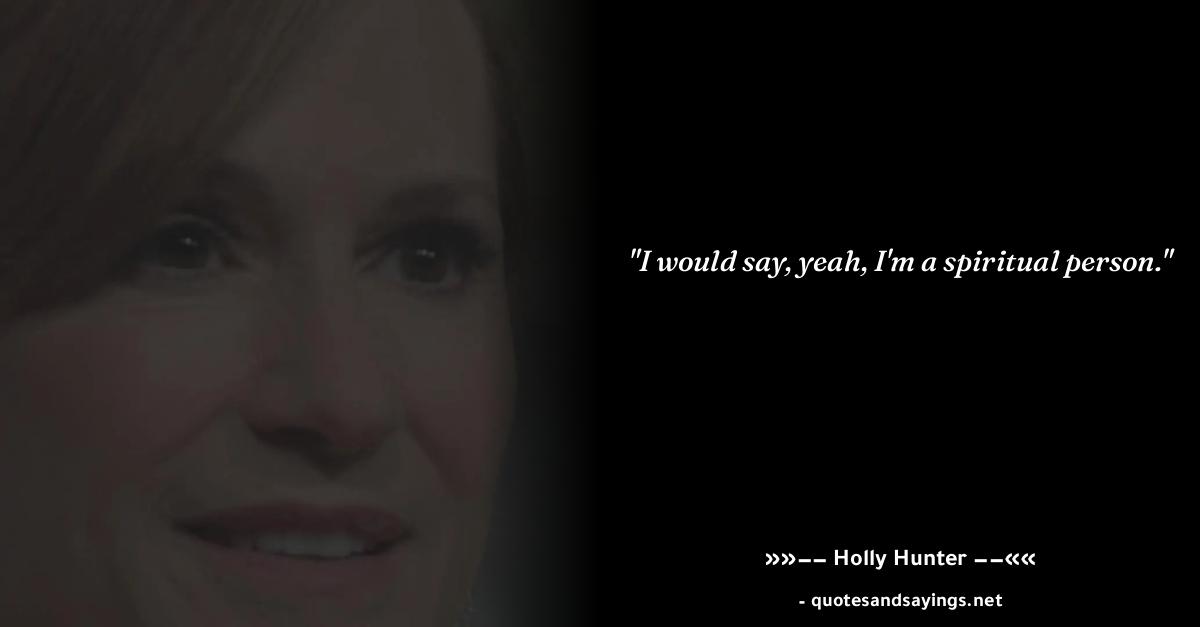 "I would say, yeah, I'm a spiritual person."
»»−− Holly Hunter −−««
- quotesandsayings.net